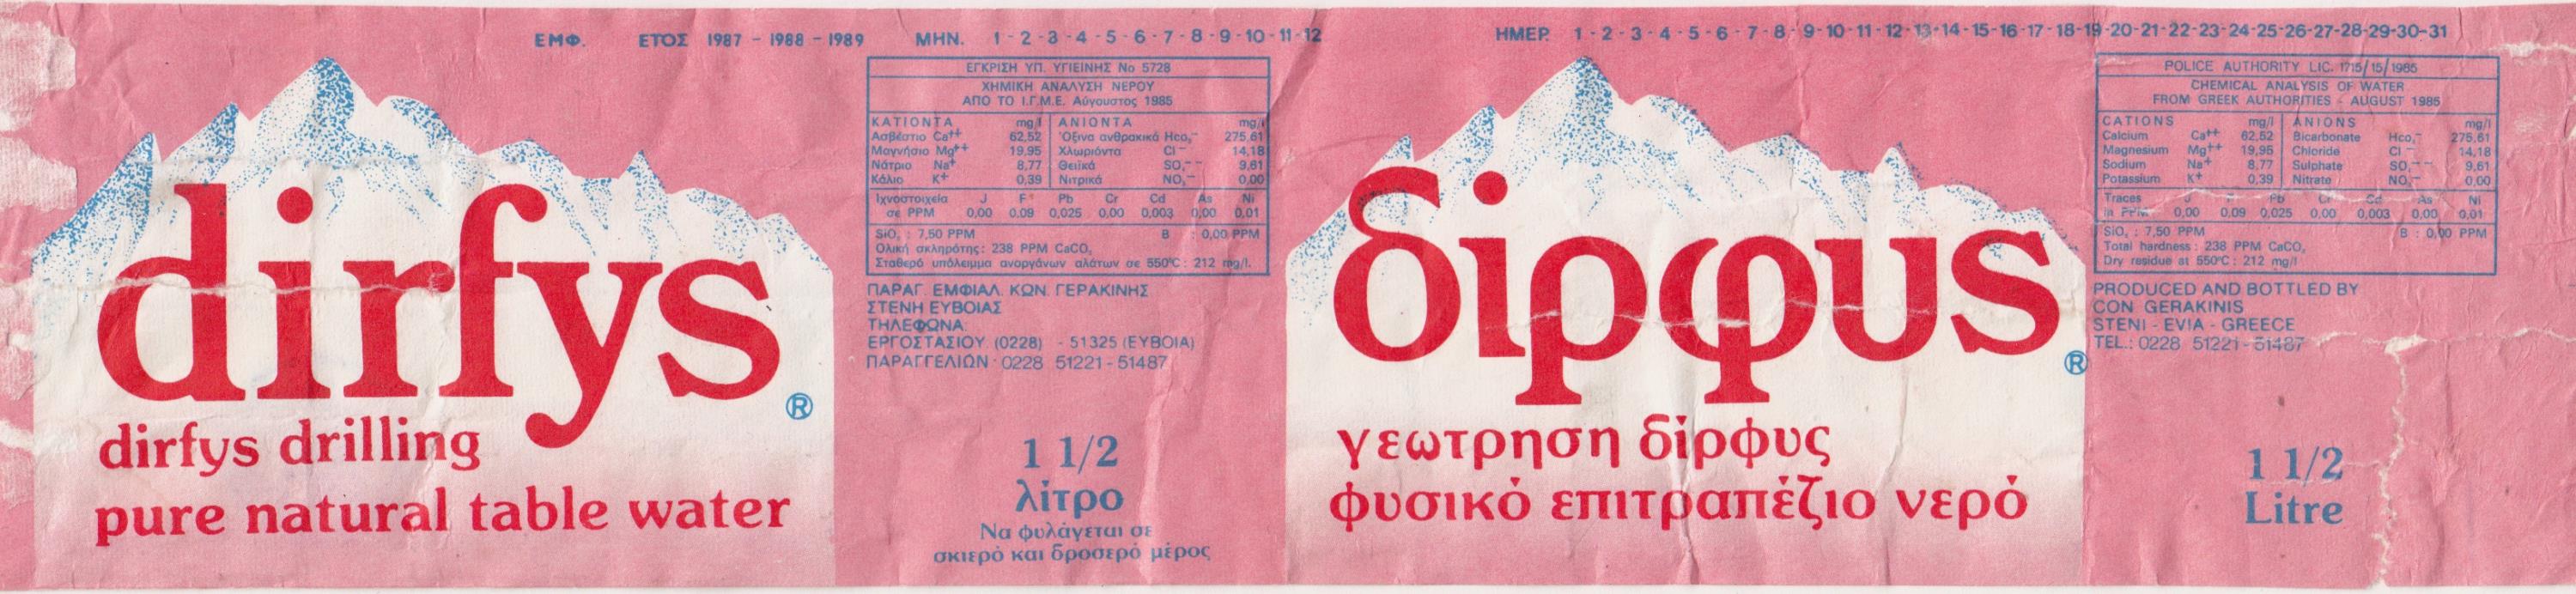 ΕΜΦ. ΕΤΟΣ 1987 - 1988 - 1989 ΜΗΝ. 1 - 2 - 3 - 4 - 5 - 6 - 7 - 8 - 9 - 10 - 11 - 12 ΗΜΕΡ. 1 - 2 - 3 - 4 - 5 - 6 - 7 - 8 - 9 - 10 - 11 - 12 - 13 - 14 - 15 - 16 - 17 - 18 - 19 - 20 - 21 - 22 - 23 - 24 - 25 - 26 - 27 - 28 - 29 - 30 - 31
dirfys®
dirfys drilling
pure natural table water
ΕΓΚΡΙΣΗ ΥΠ. ΥΓΙΕΙΝΗΣ Νο 5728
ΧΗΜΙΚΗ ΑΝΑΛΥΣΗ ΝΕΡΟΥ
ΑΠΟ ΤΟ Ι.Γ.Μ.Ε. Αύγουστος 1985
ΚΑΤΙΟΝΤΑ mg/l ΑΝΙΟΝΤΑ mg/l
Ασβέστιο Ca++ 62,52 Όξινα ανθρακικά Hco3- 275,61
Μαγνήσιο Mg++ 19,95 Χλωριόντα Cl- 14,18
Νάτριο Na+ 8,77 Θειϊκά SO4-- 9,61
Κάλιο K+ 0,39 Νιτρικά NO3- 0,00
Ιχνοστοιχεία J F Pb Cr Cd As Ni
σε PPM 0,00 0.09 0,025 0,00 0,003 0,00 0,01
SiO2 : 7,50 PPM B : 0,00 PPM
Ολική σκληρότης : 238 PPM CaCO3
Σταθερό υπόλειμμα ανοργάνων αλάτων σε 550°C : 212 mg/l.
ΠΑΡΑΓ. ΕΜΦΙΑΛ. ΚΩΝ. ΓΕΡΑΚΙΝΗΣ
ΣΤΕΝΗ ΕΥΒΟΙΑΣ
ΤΗΛΕΦΩΝΑ:
ΕΡΓΟΣΤΑΣΙΟΥ: (0228) - 51325 (ΕΥΒΟΙΑ)
ΠΑΡΑΓΓΕΛΙΩΝ: 0228 51221 - 51487
1 1/2
λίτρο
Να φυλάγεται σε
σκιερό και δροσερό μέρος
δίρφυς®
γεωτρηση δίρφυς
φυσικό επιτραπέζιο νερό
POLICE AUTHORITY LIC. 1715/15/1985
CHEMICAL ANALYSIS OF WATER
FROM GREEK AUTHORITIES - AUGUST 1985
CATIONS mg/l ANIONS mg/l
Calcium Ca++ 62,52 Bicarbonate Hco3- 275,61
Magnesium Mg++ 19,95 Chloride Cl- 14,18
Sodium Na+ 8,77 Sulphate SO4-- 9,61
Potassium K+ 0,39 Nitrate NO3- 0,00
Traces J F Pb Cr Cd As Ni
in PPM 0,00 0,09 0,025 0,00 0,003 0,00 0,01
SiO2 : 7,50 PPM B : 0,00 PPM
Total hardness : 238 PPM CaCO3
Dry residue at 550°C : 212 mg/l
PRODUCED AND BOTTLED BY
CON. GERAKINIS
STENI - EVIA - GREECE
TEL.: 0228 51221 - 51487
1 1/2
Litre